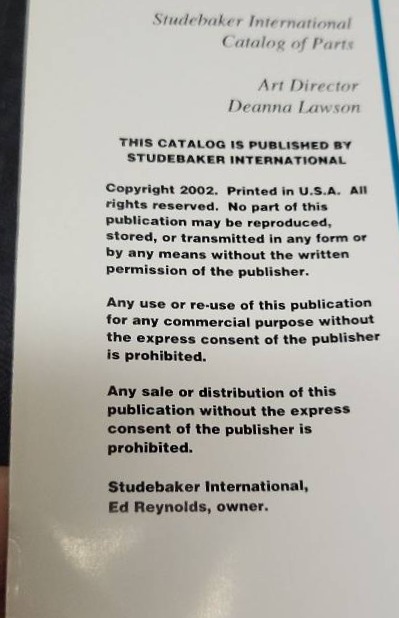 Studebaker International
Catalog of Parts
Art Director
Deanna Lawson
THIS CATALOG IS PUBLISHED BY
STUDEBAKER INTERNATIONAL
Copyright 2002. Printed in U.S.A. All
rights reserved. No part of this
publication may be reproduced,
stored, or transmitted in any form or
by any means without the written
permission of the publisher.
Any use or re-use of this publication
for any commercial purpose without
the express consent of the publisher
is prohibited.
Any sale or distribution of this
publication without the express
consent of the publisher is
prohibited.
Studebaker International,
Ed Reynolds, owner.